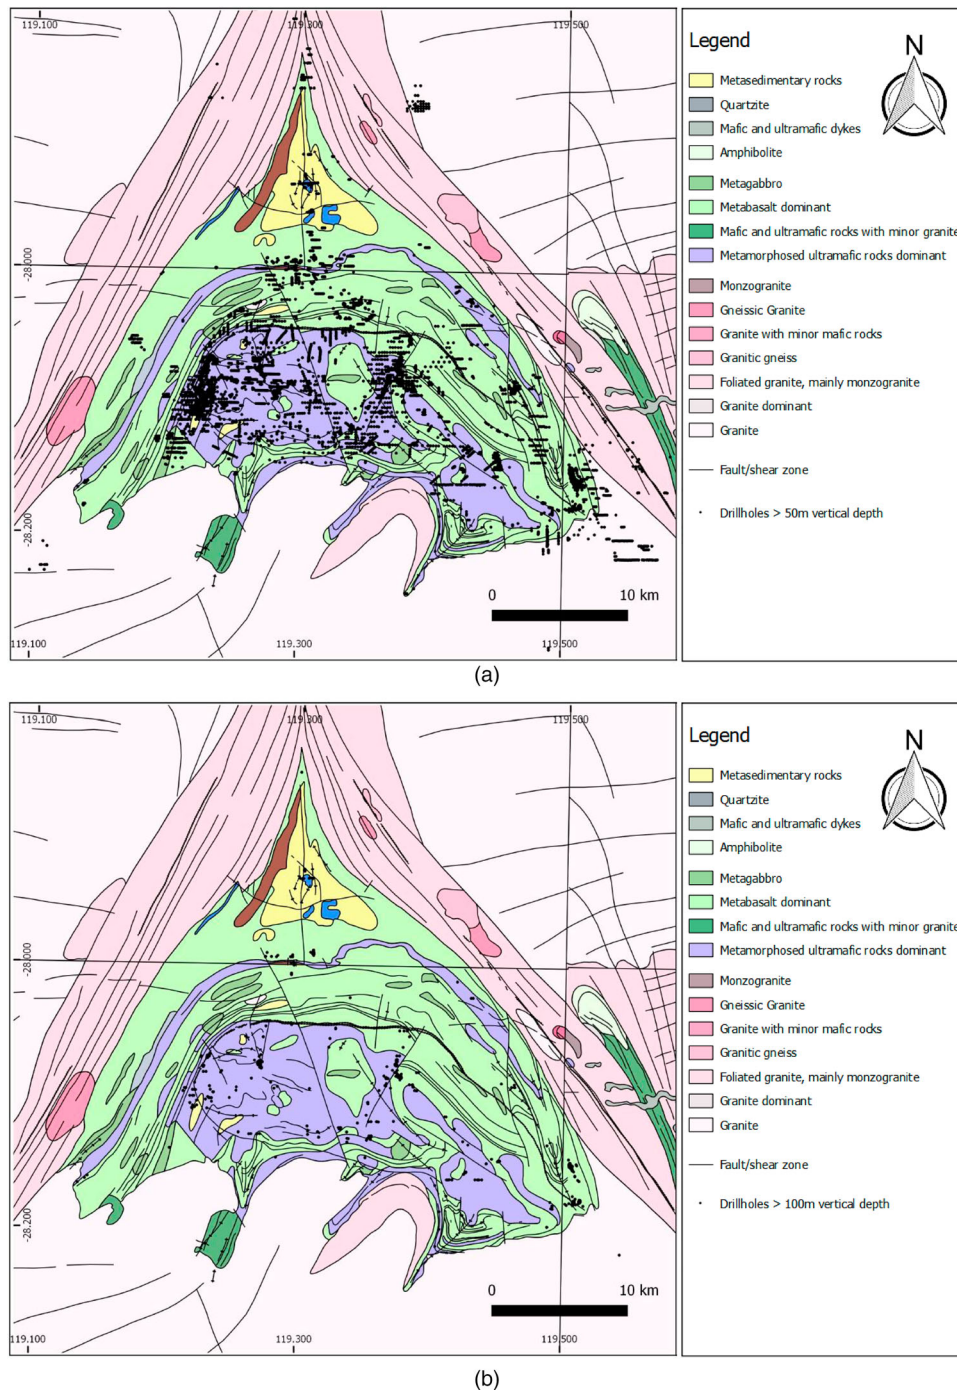 119.100
119.300
119.500
-28.000
-28.200
0
10 km
119.100
119.300
119.500
Legend
N
Metasedimentary rocks
Quartzite
Mafic and ultramafic dykes
Amphibolite
Metagabbro
Metabasalt dominant
Mafic and ultramafic rocks with minor granite
Metamorphosed ultramafic rocks dominant
Monzogranite
Gneissic Granite
Granite with minor mafic rocks
Granitic gneiss
Foliated granite, mainly monzogranite
Granite dominant
Granite
Fault/shear zone
Drillholes > 50m vertical depth
(a)
119.100
119.300
119.500
-28.000
-28.200
0
10 km
119.100
119.300
119.500
Legend
N
Metasedimentary rocks
Quartzite
Mafic and ultramafic dykes
Amphibolite
Metagabbro
Metabasalt dominant
Mafic and ultramafic rocks with minor granite
Metamorphosed ultramafic rocks dominant
Monzogranite
Gneissic Granite
Granite with minor mafic rocks
Granitic gneiss
Foliated granite, mainly monzogranite
Granite dominant
Granite
Fault/shear zone
Drillholes > 100m vertical depth
(b)